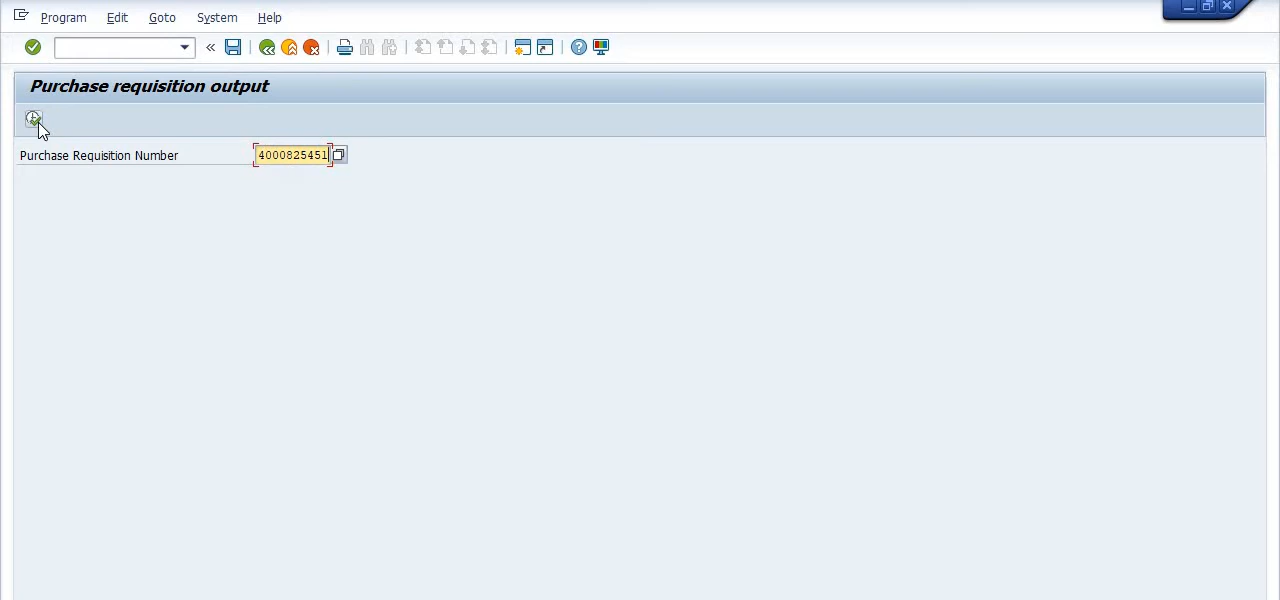 Program Edit Goto System Help
Purchase requisition output
Purchase Requisition Number 4000825451